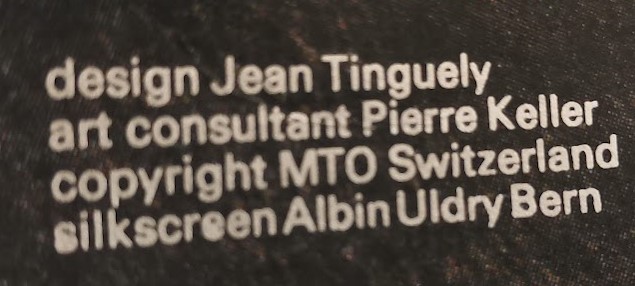 design Jean Tinguely
art consultant Pierre Keller
copyright MTO Switzerland
silkscreen Albin Uldry Bern